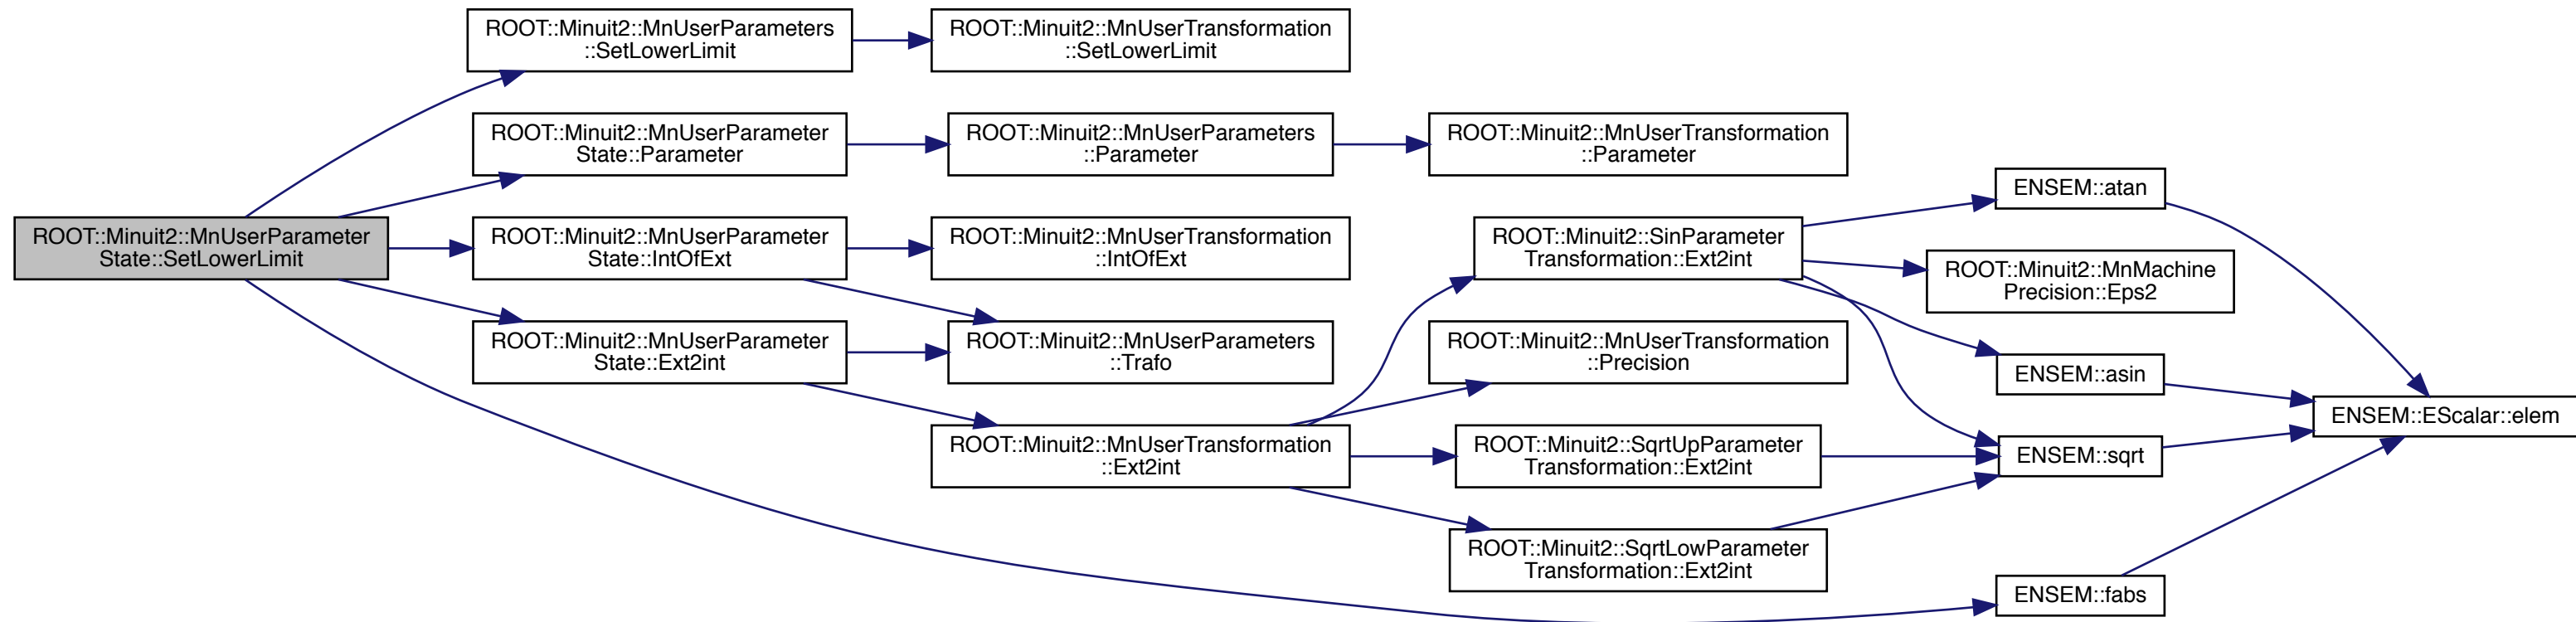 ROOT::Minuit2::MnUserParameter
State::SetLowerLimit
ROOT::Minuit2::MnUserParameters
::SetLowerLimit
ROOT::Minuit2::MnUserTransformation
::SetLowerLimit
ROOT::Minuit2::MnUserParameter
State::Parameter
ROOT::Minuit2::MnUserParameters
::Parameter
ROOT::Minuit2::MnUserTransformation
::Parameter
ROOT::Minuit2::MnUserParameter
State::IntOfExt
ROOT::Minuit2::MnUserTransformation
::IntOfExt
ROOT::Minuit2::MnUserParameter
State::Ext2int
ROOT::Minuit2::MnUserParameters
::Trafo
ROOT::Minuit2::MnUserTransformation
::Ext2int
ROOT::Minuit2::SinParameter
Transformation::Ext2int
ROOT::Minuit2::MnUserTransformation
::Precision
ROOT::Minuit2::SqrtUpParameter
Transformation::Ext2int
ROOT::Minuit2::SqrtLowParameter
Transformation::Ext2int
ENSEM::atan
ROOT::Minuit2::MnMachine
Precision::Eps2
ENSEM::asin
ENSEM::sqrt
ENSEM::fabs
ENSEM::EScalar::elem